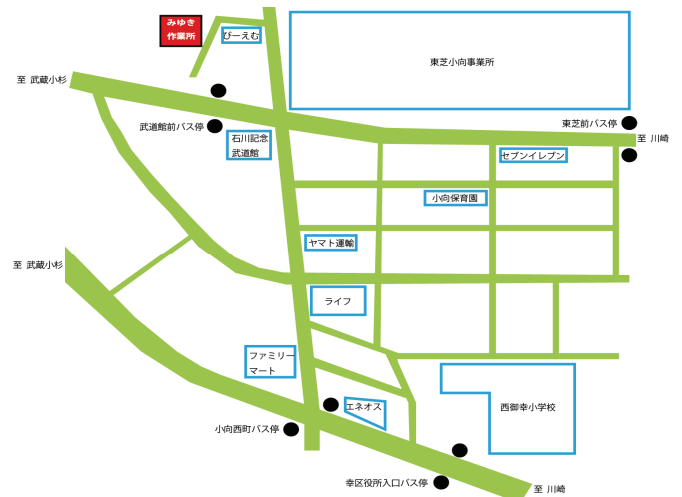 みゆき
作業所
ぴーえむ
東芝小向事業所
至 武蔵小杉
武道館前バス停
東芝前バス停
至 川崎
石川記念
武道館
セブンイレブン
小向保育園
ヤマト運輸
至 武蔵小杉
ライフ
ファミリー
マート
エネオス
西御幸小学校
小向西町バス停
幸区役所入口バス停
至 川崎